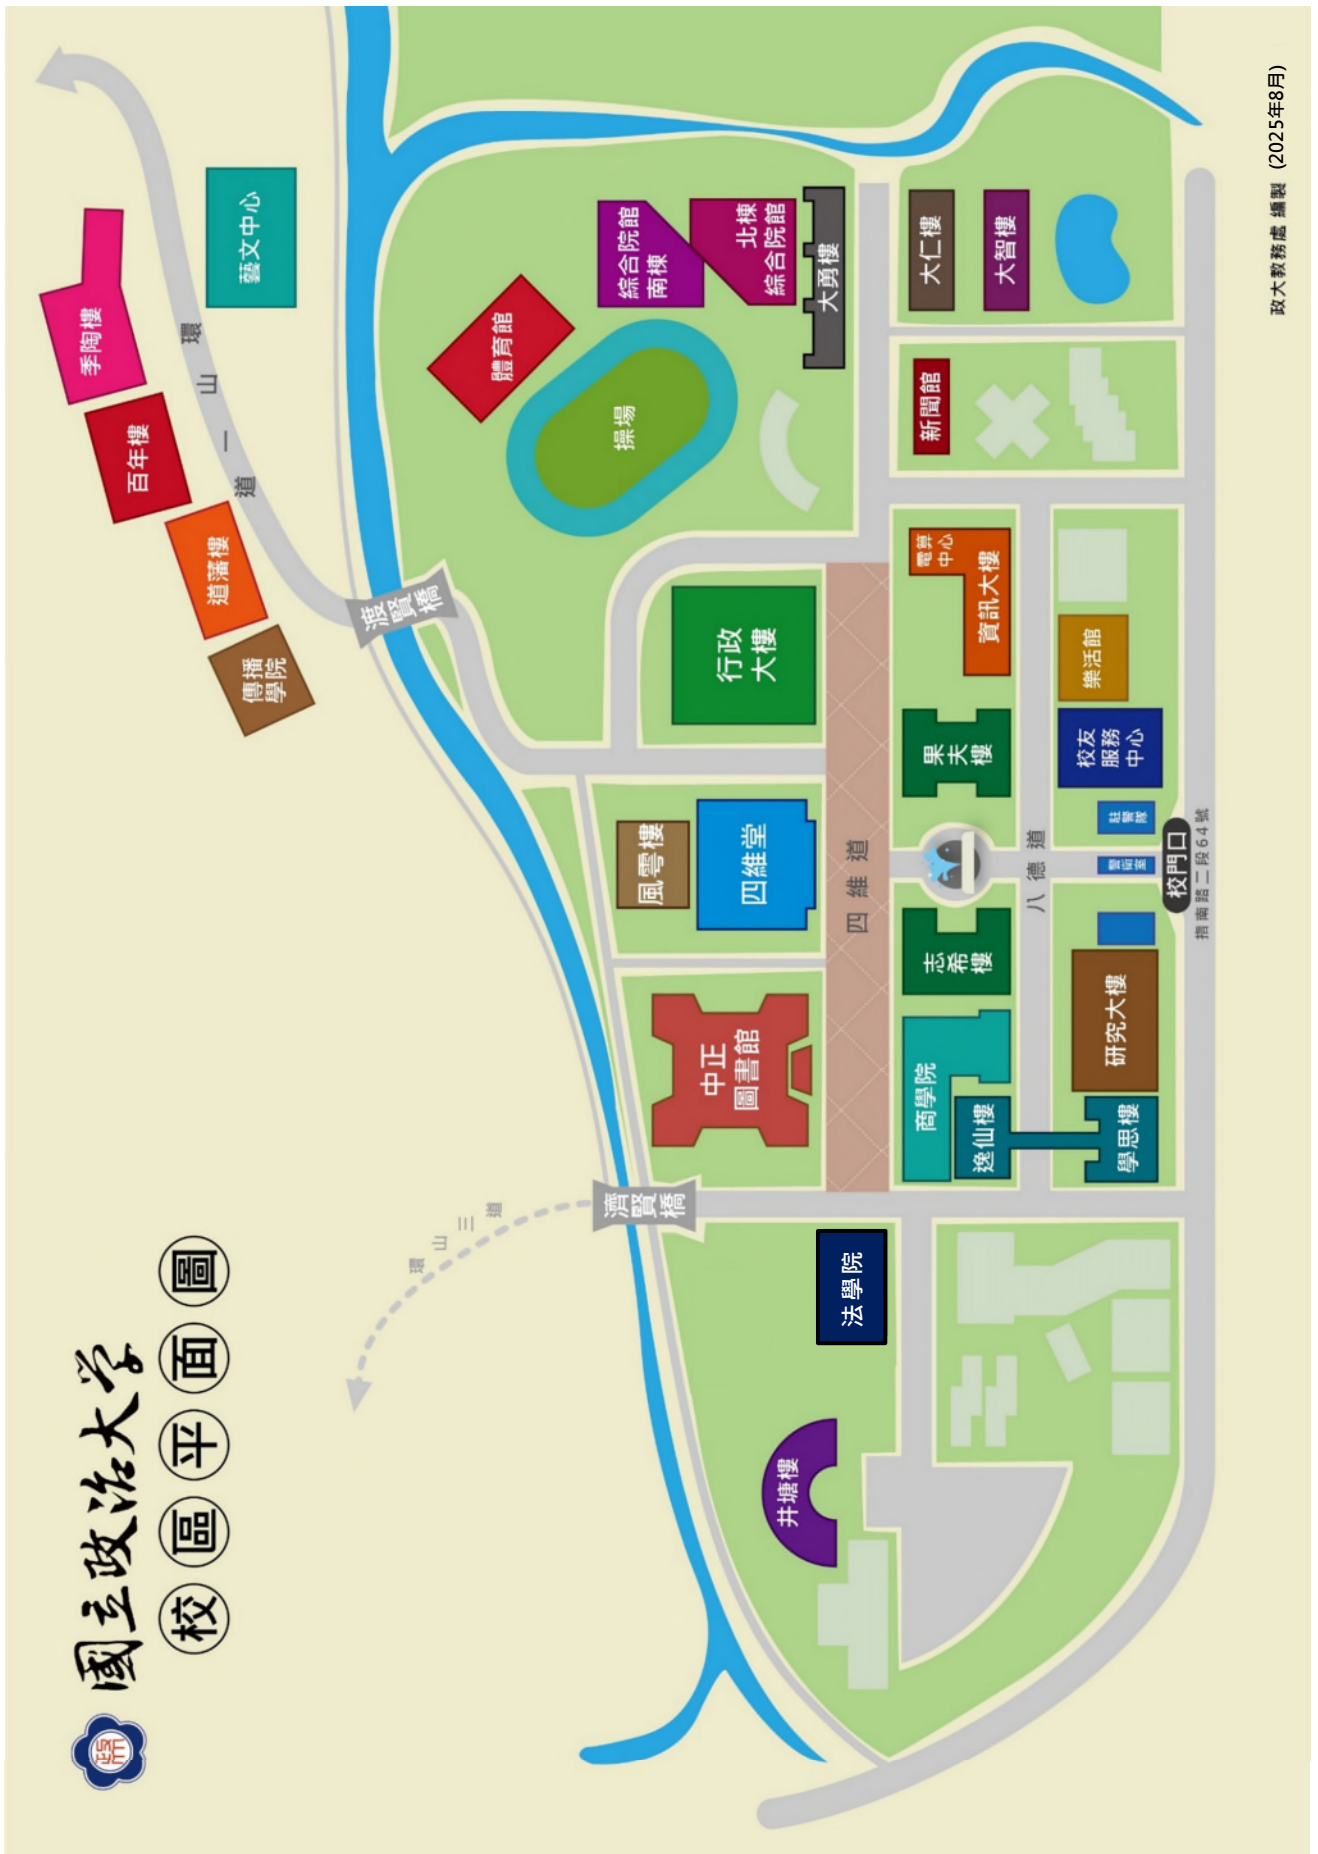 國立政治大学
校區平面圖
季陶樓
百年樓
道藩樓
傳播
學院
藝文中心
環山一道
渡賢橋
環山三道
濟賢橋
體育館
操場
綜合院館
南棟
北棟
綜合院館
大勇樓
風雩樓
四維堂
行政
大樓
中正
圖書館
井塘樓
法學院
四維道
商學院
逸仙樓
志希樓
果夫樓
電算
中心
資訊大樓
新聞館
大仁樓
大智樓
八德道
學思樓
研究大樓
警衛室
駐警隊
校友
服務
中心
樂活館
校門口
指南路二段64號
政大教務處 編製 (2025年8月)